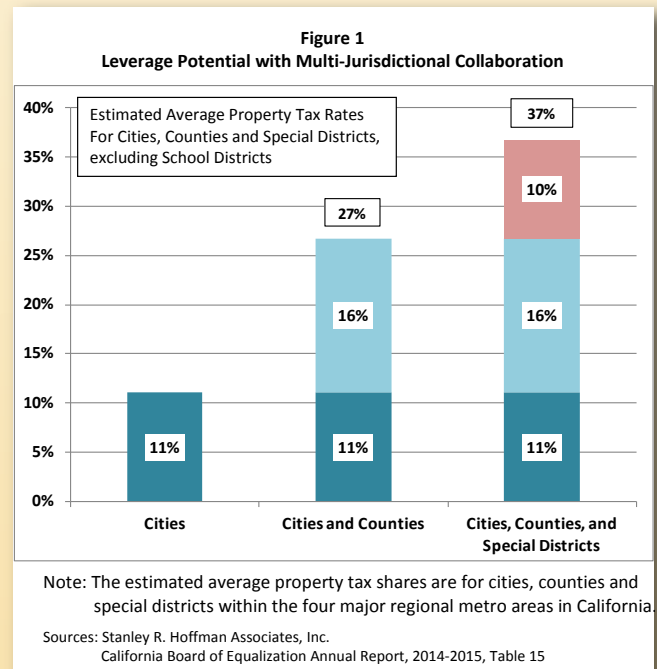 Figure 1
Leverage Potential with Multi-Jurisdictional Collaboration
Estimated Average Property Tax Rates
For Cities, Counties and Special Districts,
excluding School Districts
40%
35%
30%
25%
20%
15%
10%
5%
0%
11%
27%
16%
11%
37%
10%
16%
11%
Cities
Cities and Counties
Cities, Counties, and
Special Districts
Note: The estimated average property tax shares are for cities, counties and
special districts within the four major regional metro areas in California.
Sources: Stanley R. Hoffman Associates, Inc.
California Board of Equalization Annual Report, 2014-2015, Table 15